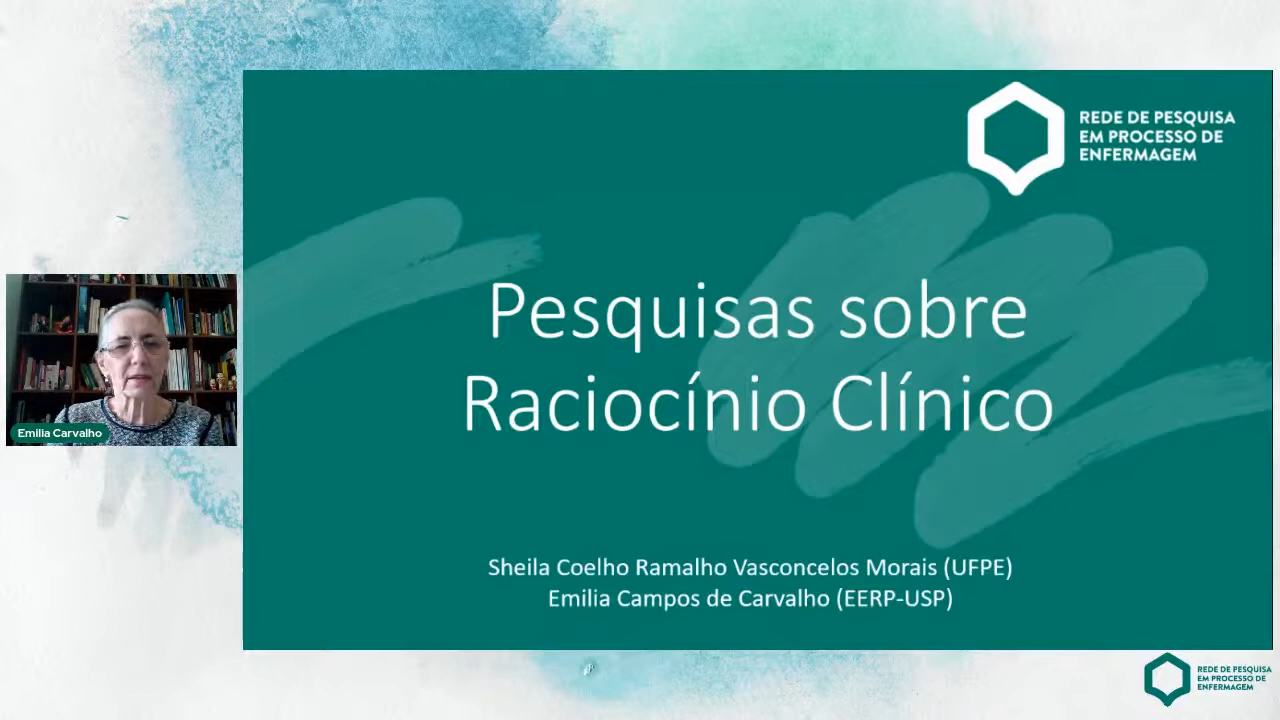 REDE DE PESQUISA
EM PROCESSO DE
ENFERMAGEM
Pesquisas sobre
Raciocínio Clínico
Emilia Carvalho
Sheila Coelho Ramalho Vasconcelos Morais (UFPE)
Emilia Campos de Carvalho (EERP-USP)
REDE DE PESQUISA
EM PROCESSO DE
ENFERMAGEM